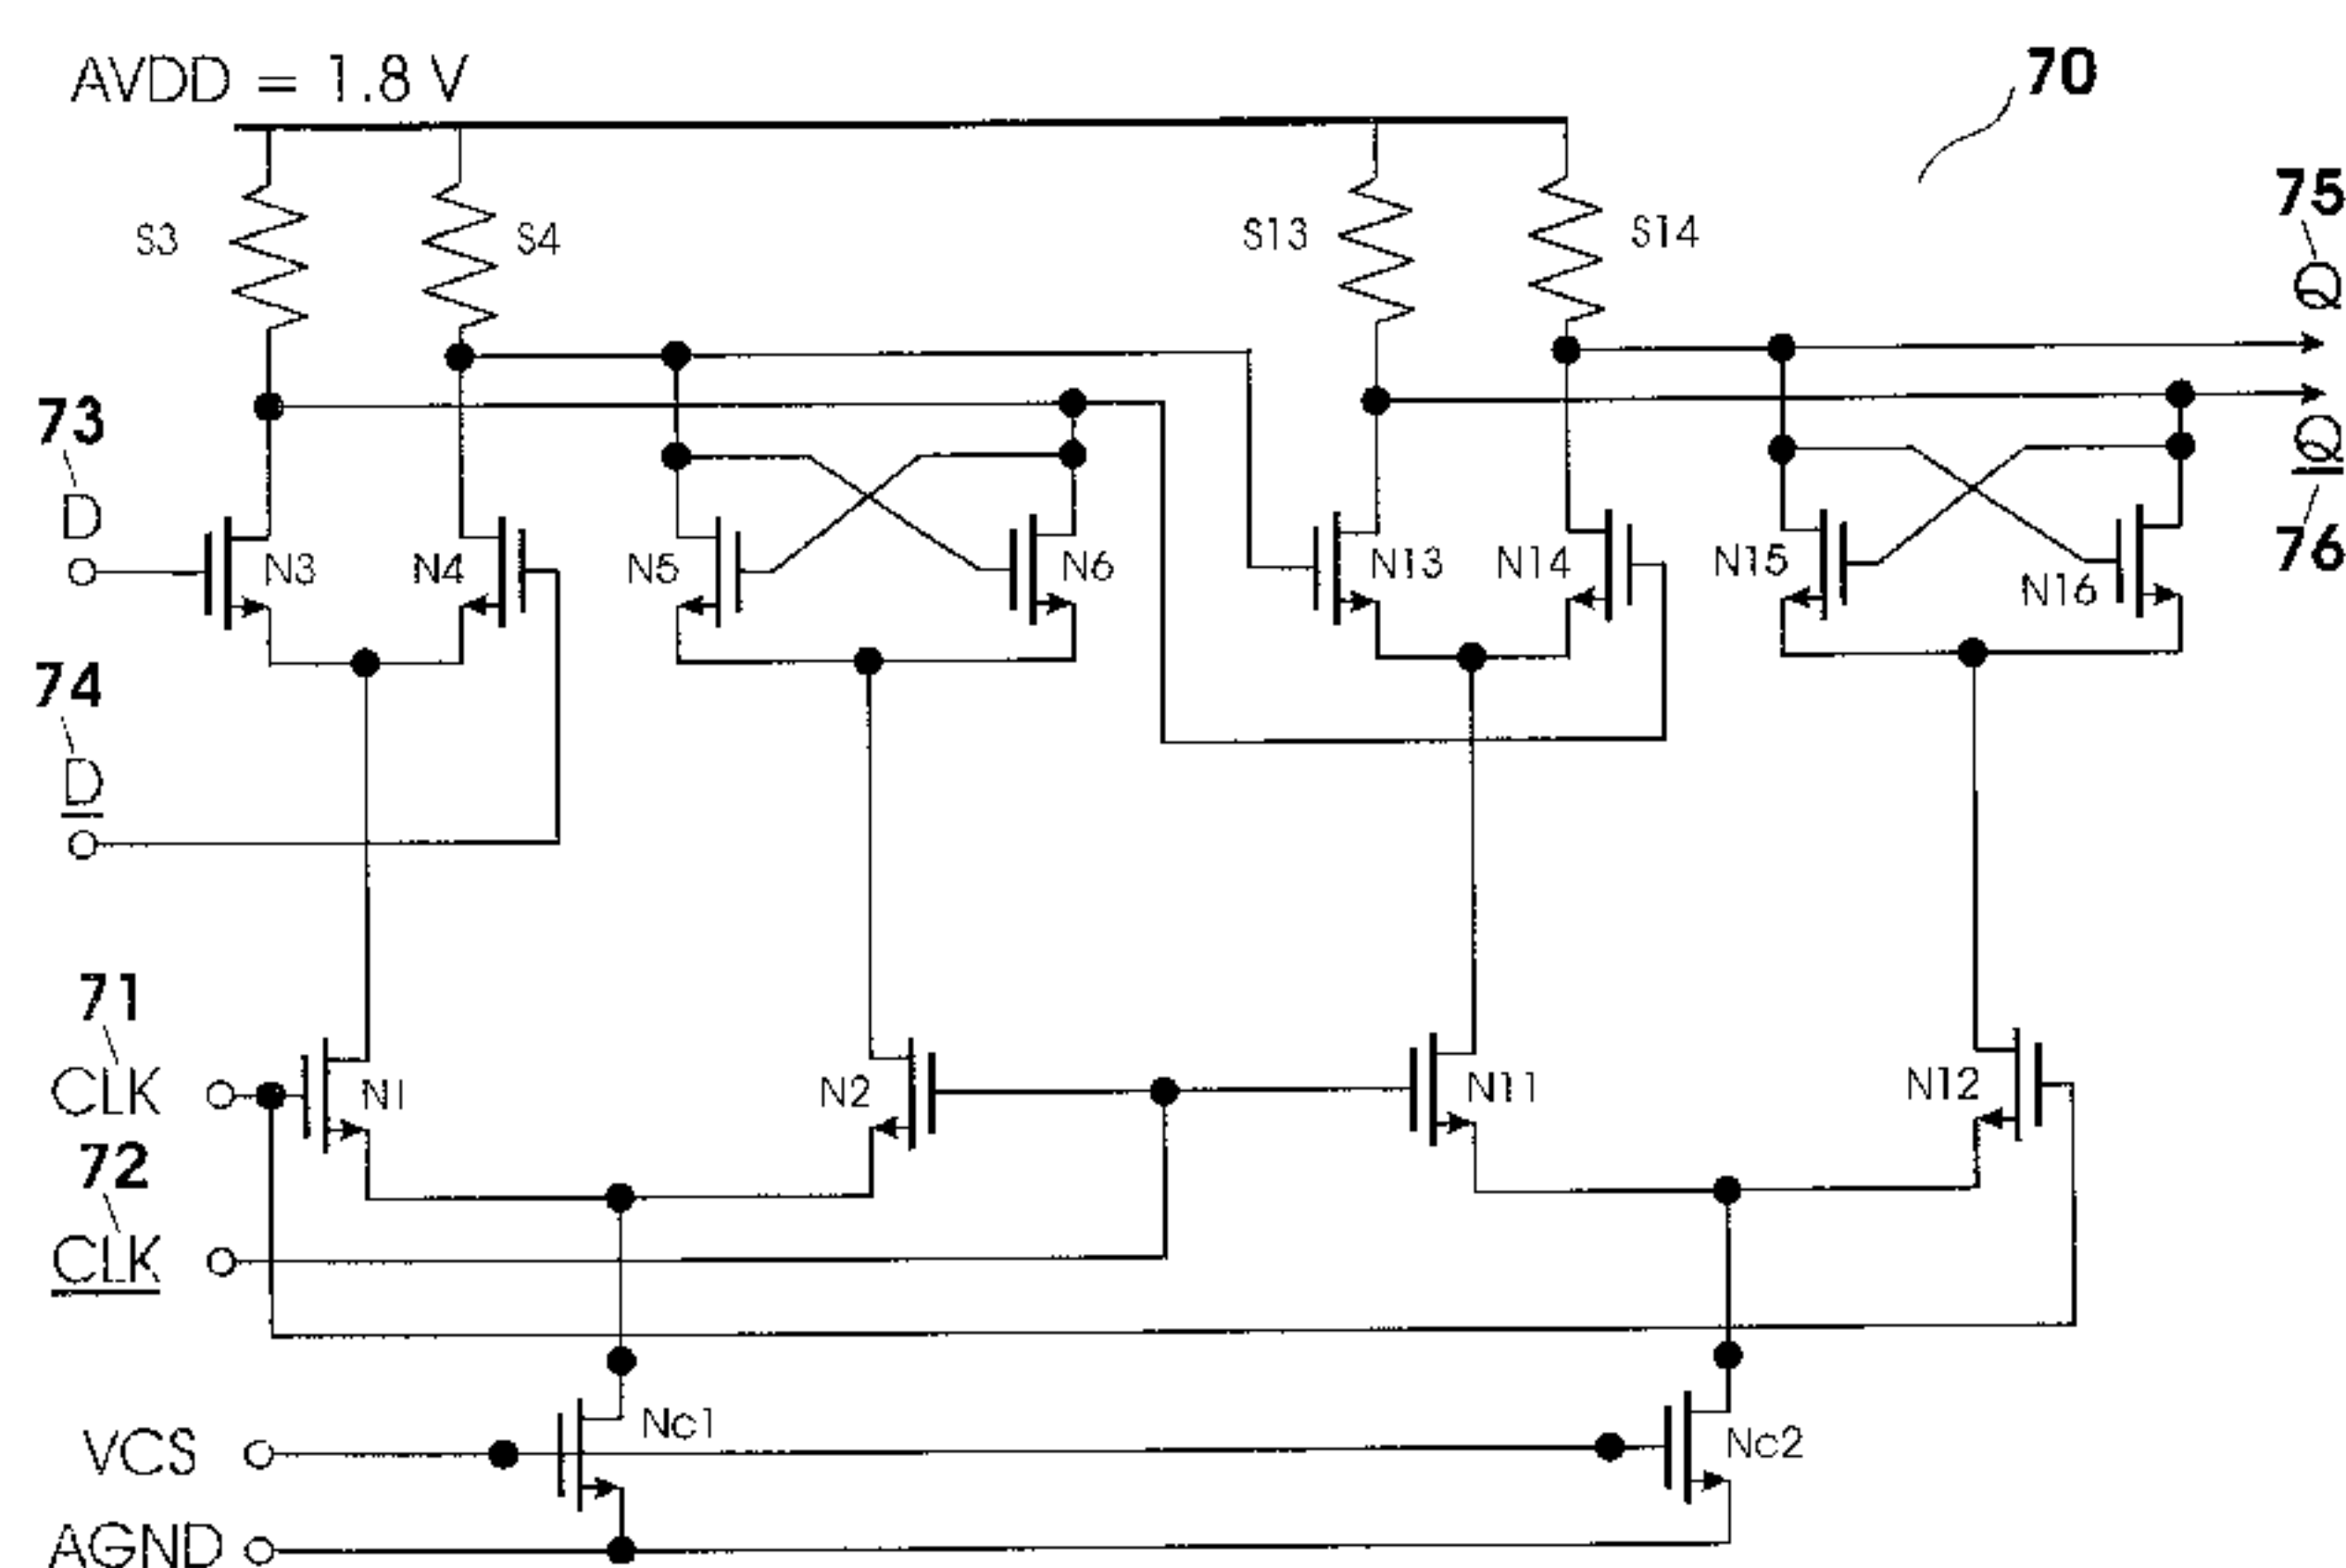 AVDD = 1.8 V
70
75
S3
S4
S13
S14
Q
73
D
N3
N4
N5
N6
N13
N14
N15
N16
Q
76
74
D
71
CLK
N1
N2
N11
N12
72
CLK
VCS
Nc1
Nc2
AGND